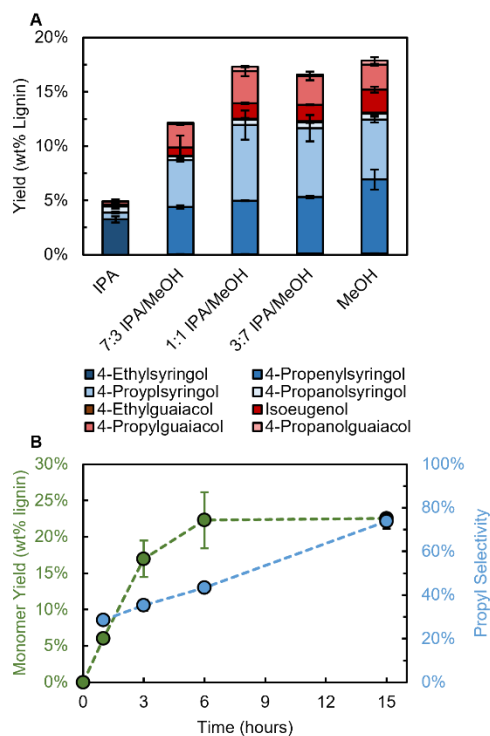 A
20%
15%
10%
5%
0%
Yield (wt% Lignin)
IPA
7:3 IPA/MeOH
1:1 IPA/MeOH
3:7 IPA/MeOH
MeOH
4-Ethylsyringol
4-Propenylsyringol
4-Proyplsyringol
4-Propanolsyringol
4-Ethylguaiacol
Isoeugenol
4-Propylguaiacol
4-Propanolguaiacol
B
30%
25%
20%
15%
10%
5%
0%
Monomer Yield (wt% lignin)
100%
80%
60%
40%
20%
0%
Propyl Selectivity
0
3
6
9
12
15
Time (hours)